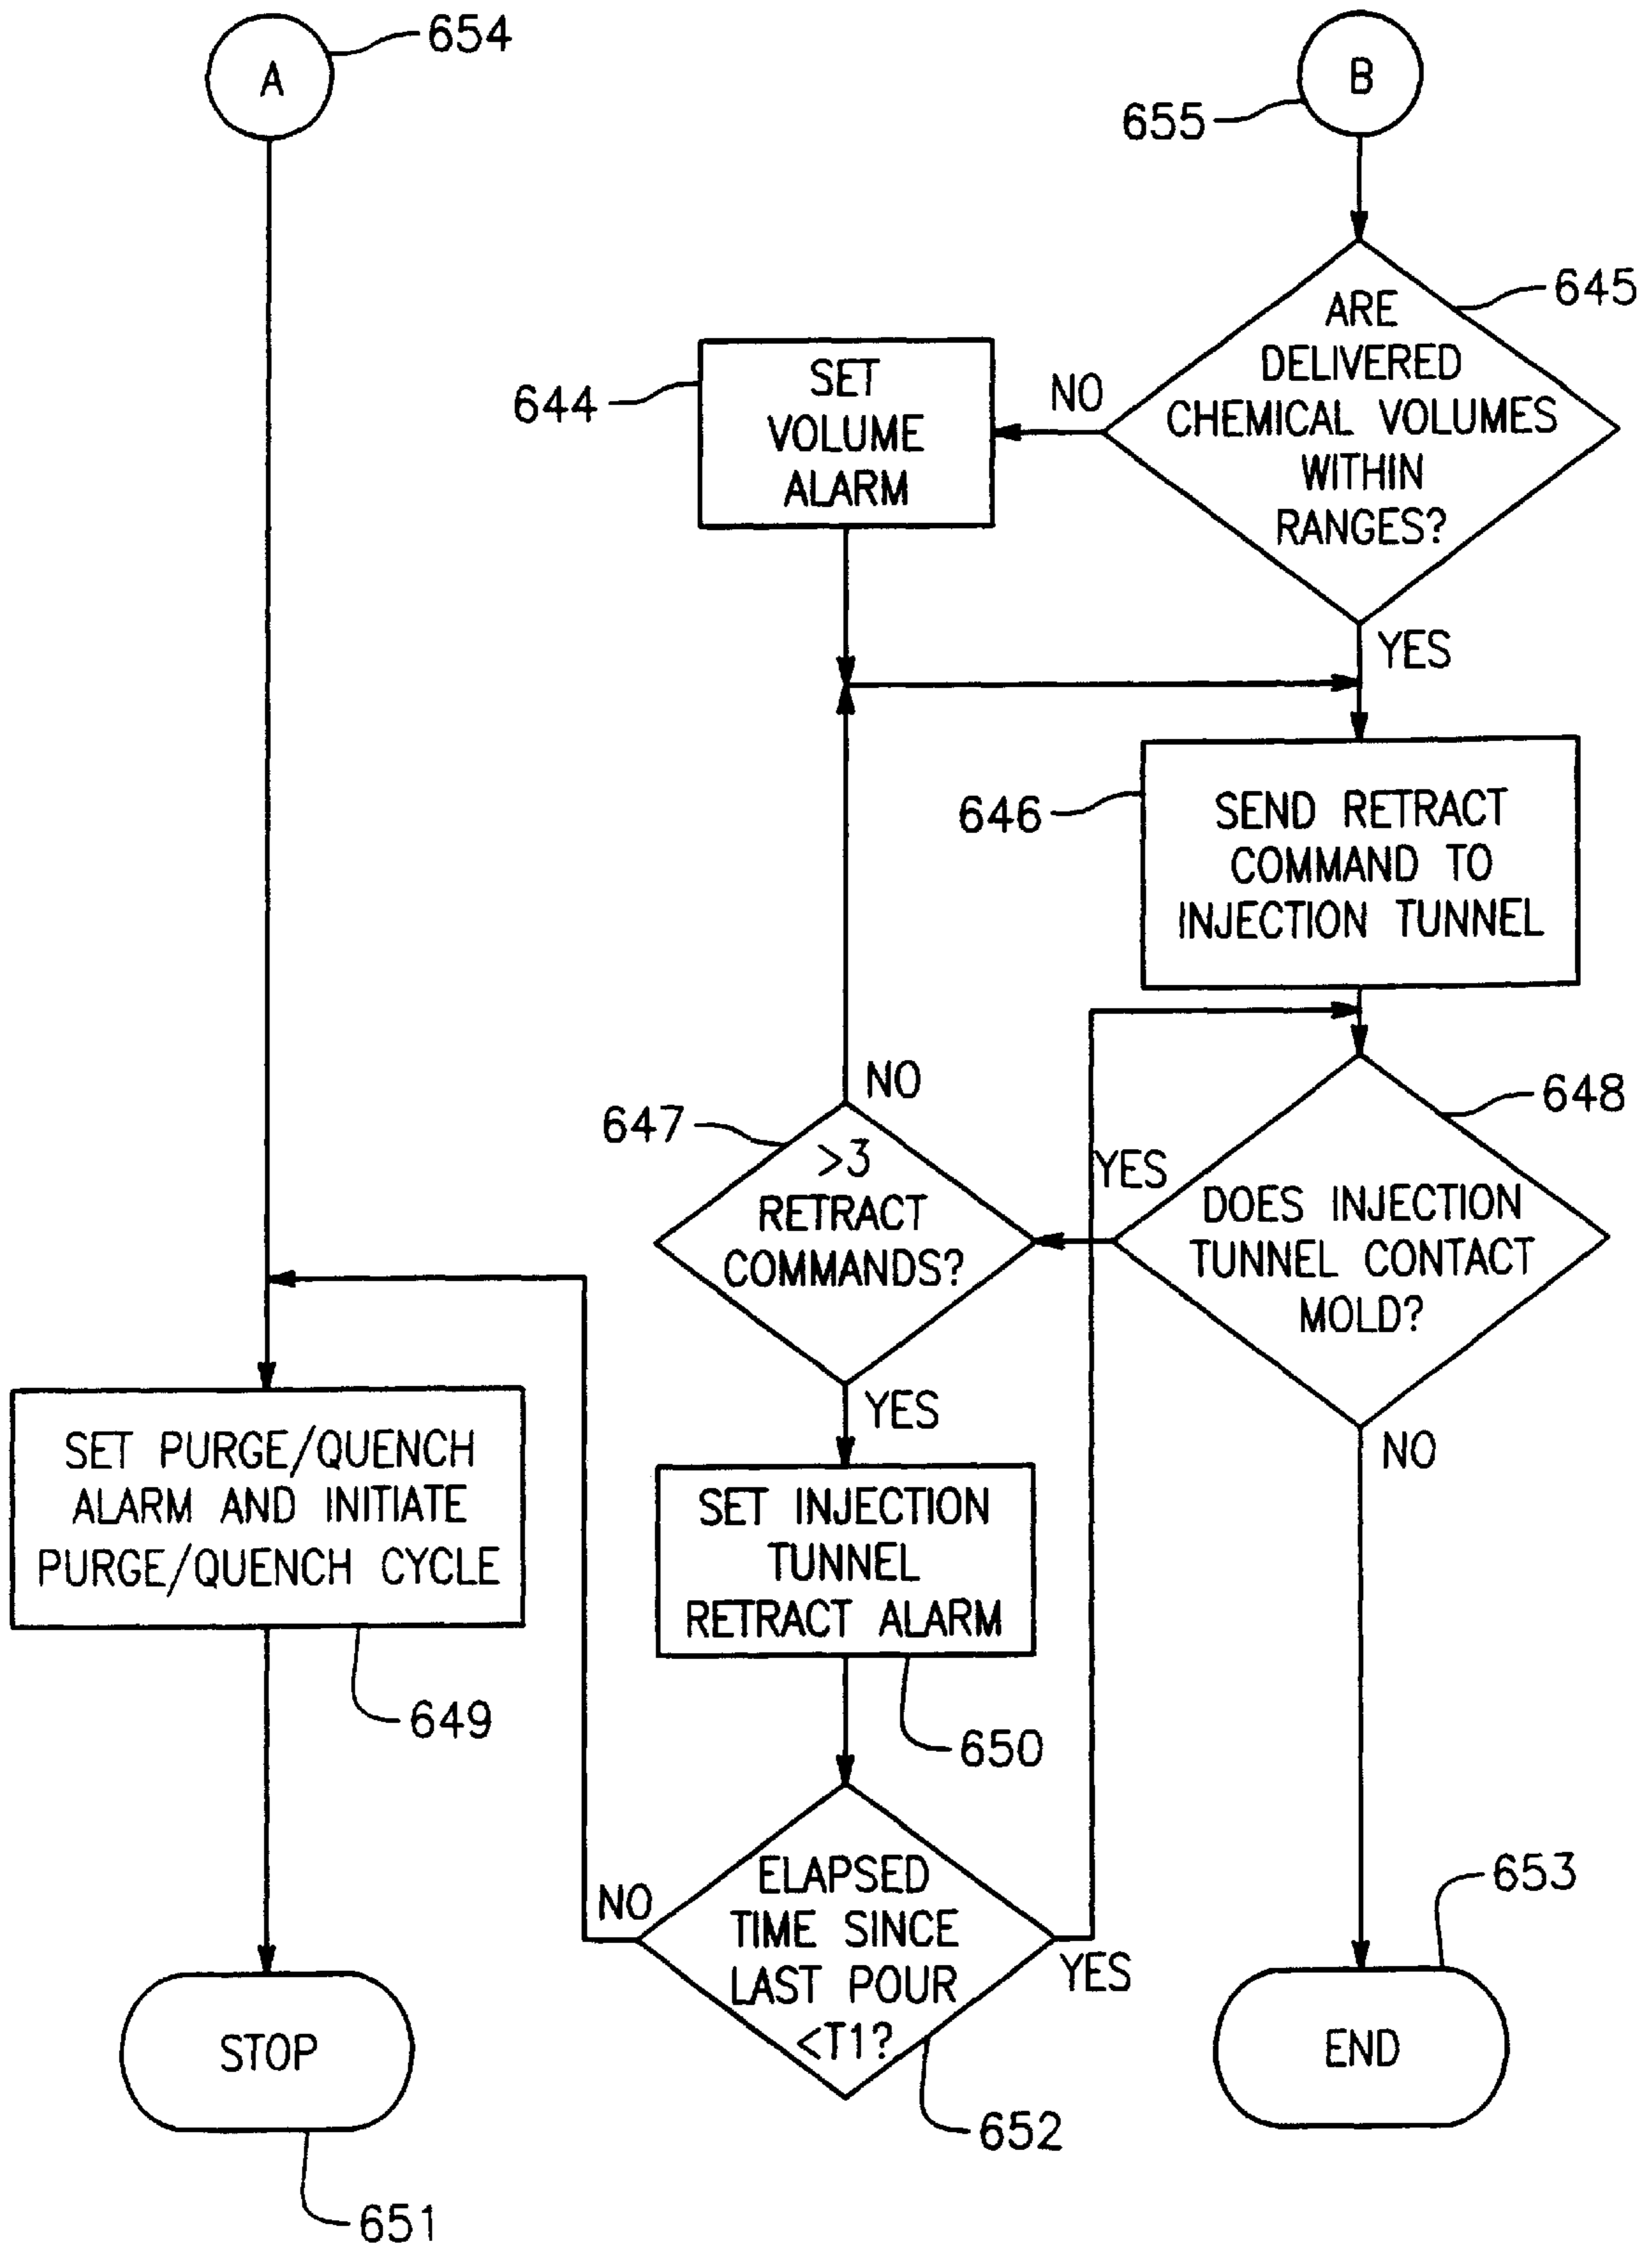 A
654
B
655
ARE
DELIVERED
CHEMICAL VOLUMES
WITHIN
RANGES?
645
NO
SET
VOLUME
ALARM
644
YES
SEND RETRACT
COMMAND TO
INJECTION TUNNEL
646
NO
647
>3
RETRACT
COMMANDS?
YES
DOES INJECTION
TUNNEL CONTACT
MOLD?
648
YES
NO
SET PURGE/QUENCH
ALARM AND INITIATE
PURGE/QUENCH CYCLE
649
SET INJECTION
TUNNEL
RETRACT ALARM
650
NO
ELAPSED
TIME SINCE
LAST POUR
<T1?
YES
652
653
STOP
651
END